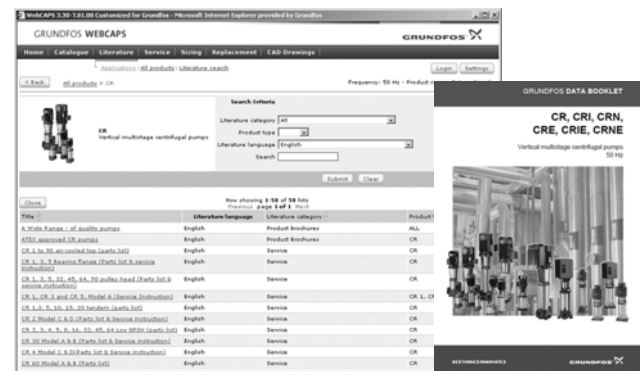 WebCAPS 3.30-7.81.08 Customized for Grundfos - Microsoft Internet Explorer provided by Grundfos
GRUNDFOS WEBCAPS
GRUNDFOS
Home | Catalogue | Literature | Service | Sizing | Replacement | CAD Drawings
Applications | All products | Literature search
Login Settings
< Back All products > CR
Frequency: 50 Hz - Product
CR
Vertical multistage centrifugal pumps
Search Criteria
Literature category All
Product type
Literature language English
Search
Submit Clear
Close
Now showing 1-58 of 58 hits
Previous page 1 of 1 Next
Title Literature language Literature category Product
A Wide Range - of quality pumps English Product Brochures ALL
ATEX approved CR pumps English Product Brochures CR
CR 1 to 90 air-cooled top (parts list) English Service CR
CR 1, 3, 5 Bearing flange (Parts list & service
instruction) English Service CR
CR 1, 3, 5, 32, 45, 64, 90 pullee head (Parts list &
service instruction) English Service CR
CR 1, CR 3 and CR 5, Model A (Service Instruction) English Service CR 1, CR
CR 1,3, 5, 10, 15, 20 tandem (parts list) English Service CR
CR 2 Model C & D (Parts list & Service instruction) English Service CR
CR 2, 3, 4, 5, 8, 16, 32, 45, 64 Low NPSH (parts list) English Service CR
CR 30 Model A & B (Parts list & Service instruction) English Service CR
CR 4 Model C & D(Parts list & Service instruction) English Service CR
CR 60 Model A & B (Parts list) English Service CR
GRUNDFOS DATA BOOKLET
CR, CRI, CRN,
CRE, CRIE, CRNE
Vertical multistage centrifugal pumps
50 Hz
BE>THINK>INNOVATE>
GRUNDFOS